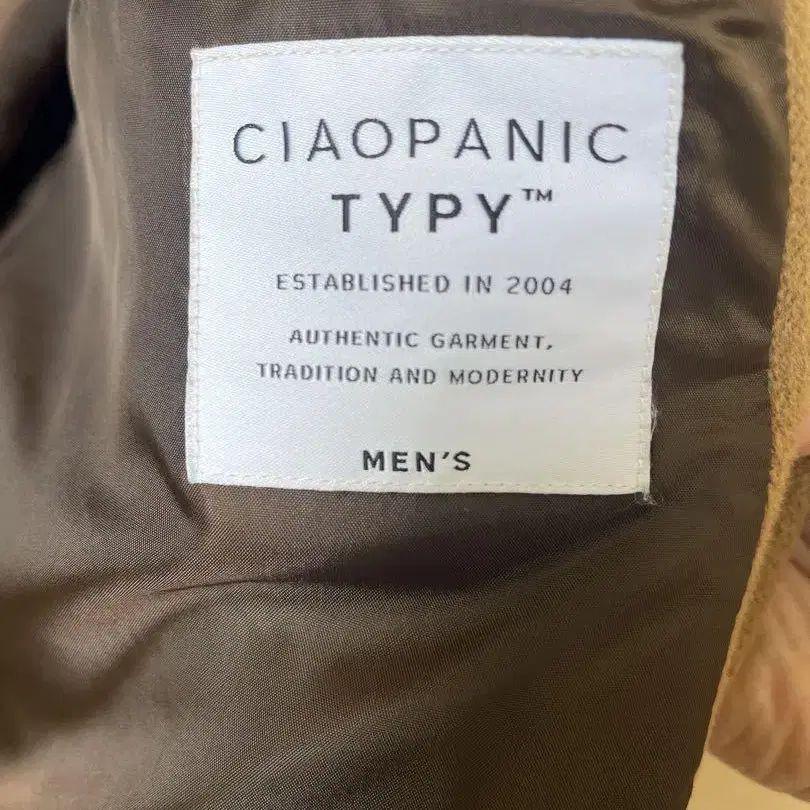 CIAOPANIC
TYPY™
ESTABLISHED IN 2004
AUTHENTIC GARMENT,
TRADITION AND MODERNITY
MEN'S